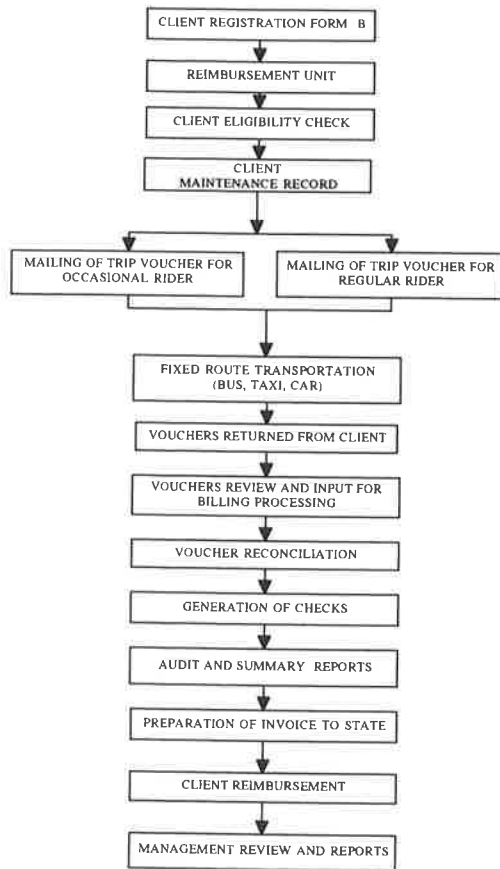 CLIENT REGISTRATION FORM B
REIMBURSEMENT UNIT
CLIENT ELIGIBILITY CHECK
CLIENT
MAINTENANCE RECORD
MAILING OF TRIP VOUCHER FOR
OCCASIONAL RIDER
MAILING OF TRIP VOUCHER FOR
REGULAR RIDER
FIXED ROUTE TRANSPORTATION
(BUS, TAXI, CAR)
VOUCHERS RETURNED FROM CLIENT
VOUCHERS REVIEW AND INPUT FOR
BILLING PROCESSING
VOUCHER RECONCILIATION
GENERATION OF CHECKS
AUDIT AND SUMMARY REPORTS
PREPARATION OF INVOICE TO STATE
CLIENT REIMBURSEMENT
MANAGEMENT REVIEW AND REPORTS